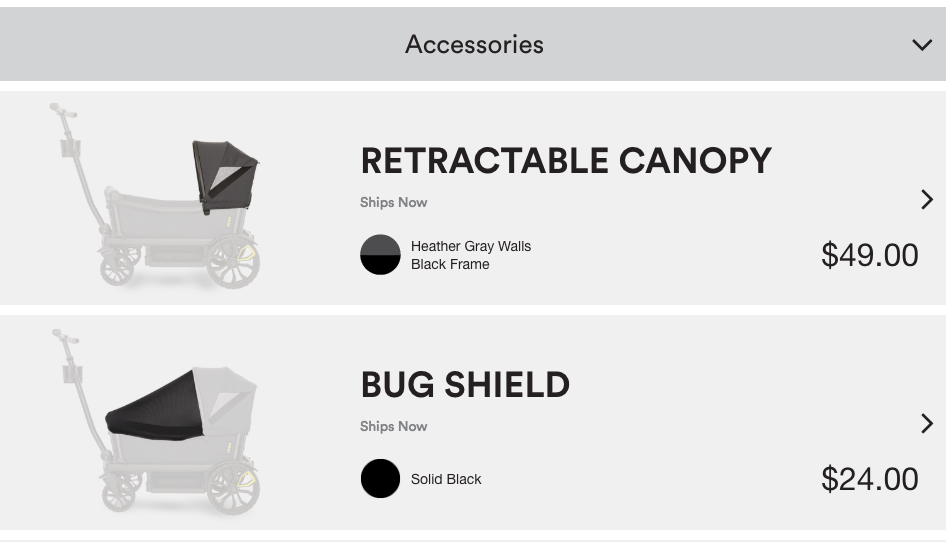 Accessories
RETRACTABLE CANOPY
Ships Now
Heather Gray Walls
Black Frame
$49.00
BUG SHIELD
Ships Now
Solid Black
$24.00